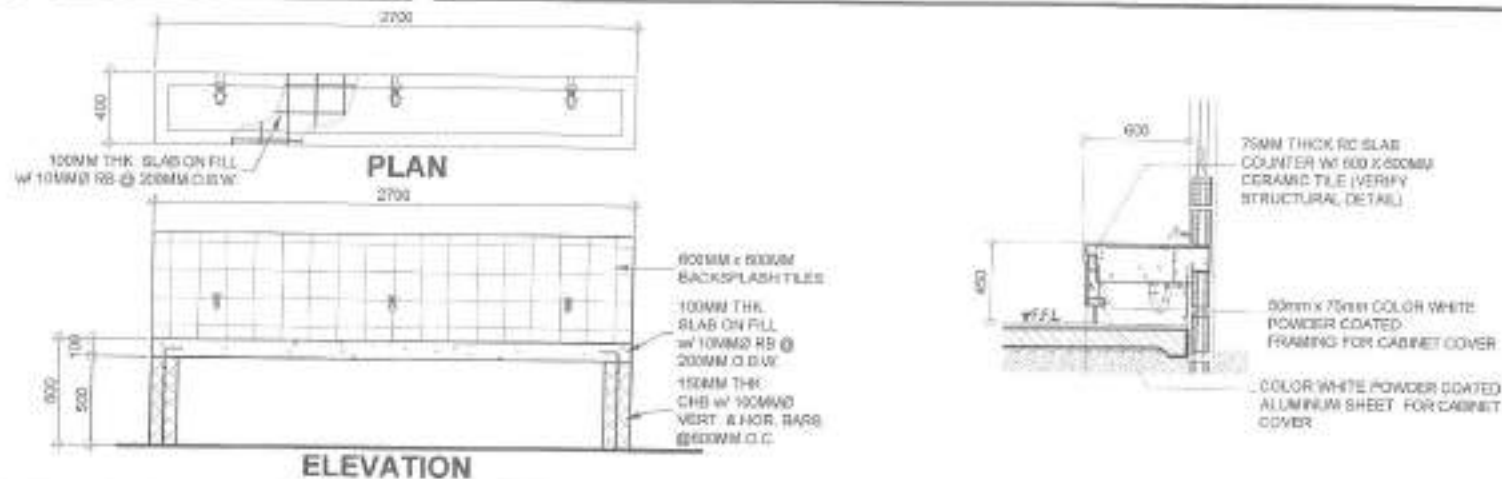 2700
400
100MM THK. SLAB ON FILL
w/ 10MMØ RB @ 200MM.O.B.W.
PLAN
2700
600MM x 600MM
BACKSPLASH TILES
100MM THK.
SLAB ON FILL
w/ 10MMØ RB @
200MM.O.B.W.
150MM THK
CHB w/ 100MMØ
VERT. & HOR. BARS
@600MM.O.C.
100
600
500
ELEVATION
600
75MM THICK RC SLAB
COUNTER W/ 600 X 600MM
CERAMIC TILE (VERIFY
STRUCTURAL DETAIL)
450
F.F.L
50mm x 75mm COLOR WHITE
POWDER COATED
FRAMING FOR CABINET COVER
COLOR WHITE POWDER COATED
ALUMINUM SHEET FOR CABINET
COVER